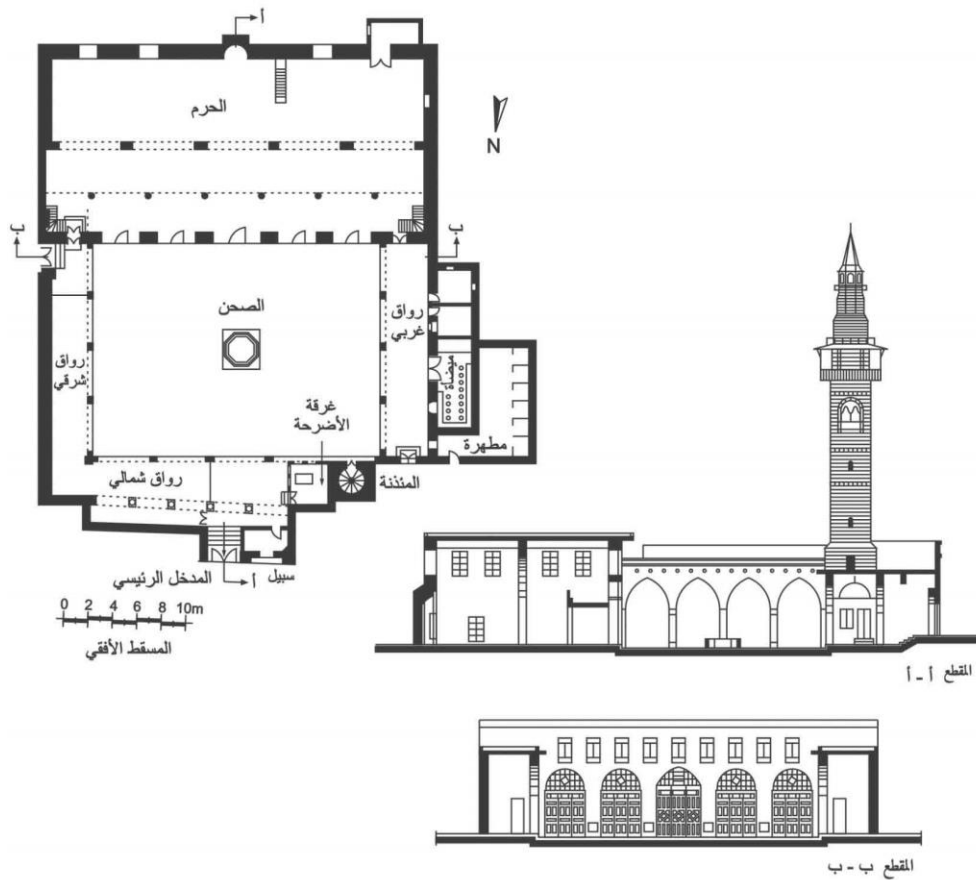 أ
الحرم
N
ب
ب
الصحن
رواق
غربي
رواق
شرقي
ميضاة
غرفة
الأضرحة
مطهرة
رواق شمالي
المئذنة
المدخل الرئيسي
أ
سبيل
0 2 4 6 8 10m
المسقط الأفقي
المقطع أ - أ
المقطع ب - ب